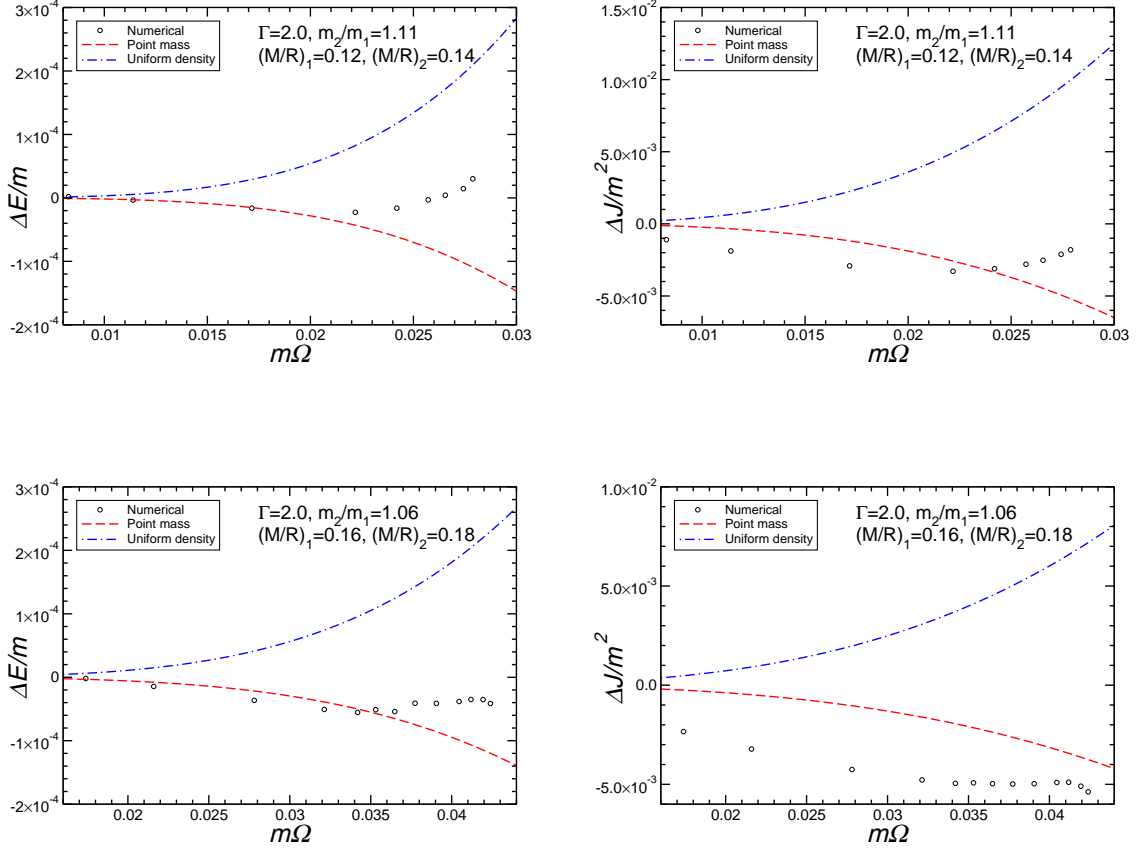 3×10⁻⁴
2×10⁻⁴
1×10⁻⁴
0
-1×10⁻⁴
-2×10⁻⁴
ΔE/m
Numerical
Point mass
Uniform density
Γ=2.0, m₂/m₁=1.11
(M/R)₁=0.12, (M/R)₂=0.14
0.01 0.015 0.02 0.025 0.03
mΩ
1.5×10⁻²
1.0×10⁻²
5.0×10⁻³
0.0
-5.0×10⁻³
ΔJ/m²
Numerical
Point mass
Uniform density
Γ=2.0, m₂/m₁=1.11
(M/R)₁=0.12, (M/R)₂=0.14
0.01 0.015 0.02 0.025 0.03
mΩ
3×10⁻⁴
2×10⁻⁴
1×10⁻⁴
0
-1×10⁻⁴
-2×10⁻⁴
ΔE/m
Numerical
Point mass
Uniform density
Γ=2.0, m₂/m₁=1.06
(M/R)₁=0.16, (M/R)₂=0.18
0.02 0.025 0.03 0.035 0.04
mΩ
1.0×10⁻²
5.0×10⁻³
0.0
-5.0×10⁻³
ΔJ/m²
Numerical
Point mass
Uniform density
Γ=2.0, m₂/m₁=1.06
(M/R)₁=0.16, (M/R)₂=0.18
0.02 0.025 0.03 0.035 0.04
mΩ